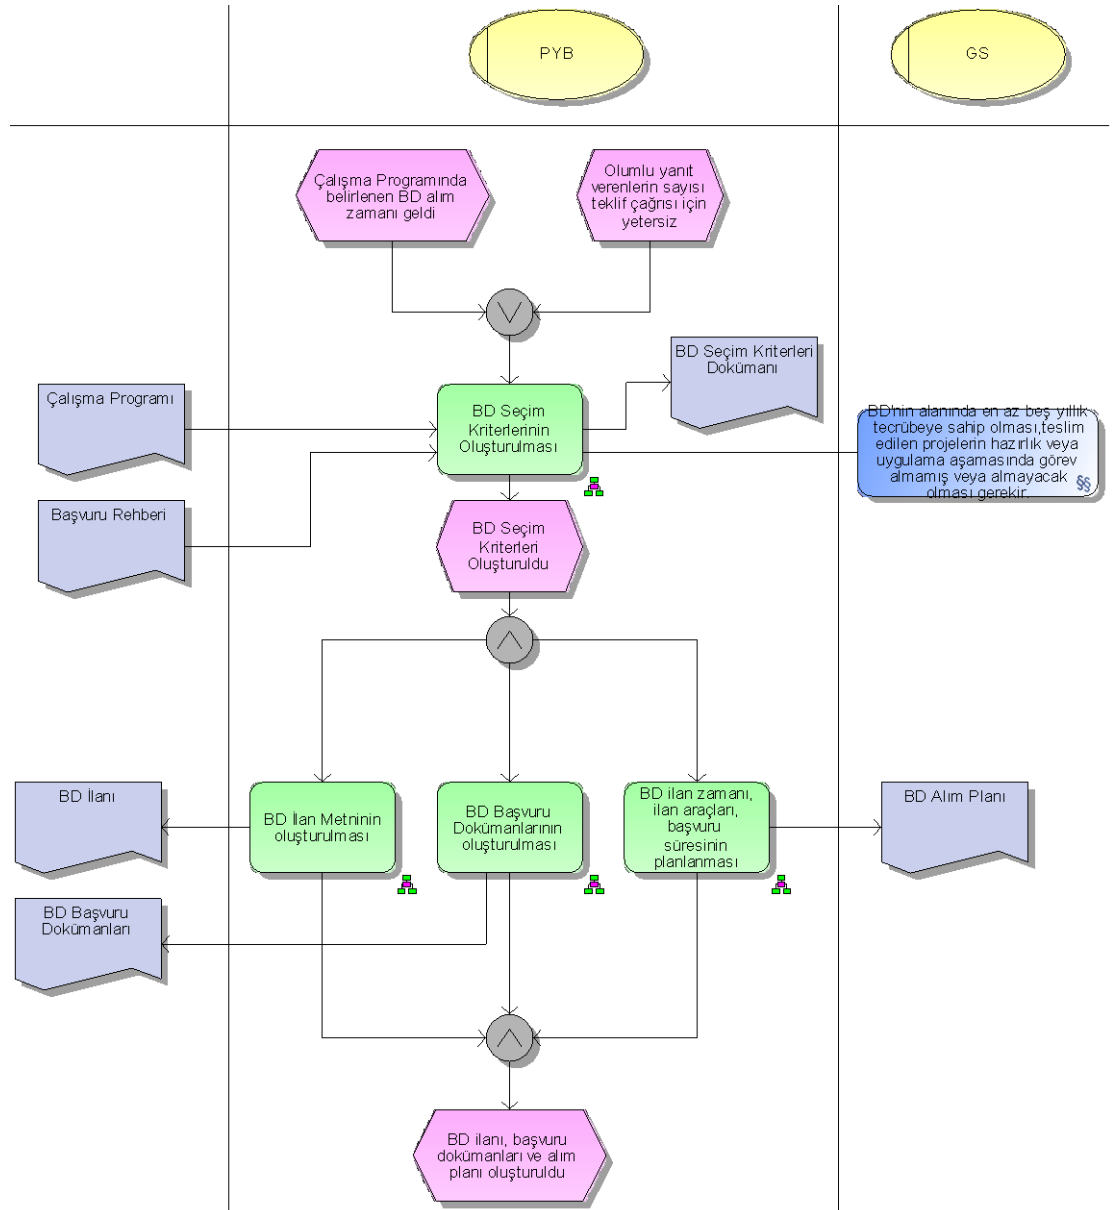 PYB
GS
Çalışma Programında
belirlenen BD alım
zamanı geldi
Olumlu yanıt
verenlerin sayısı
teklif çağrısı için
yetersiz
BD Seçim Kriterleri
Dokümanı
Çalışma Programı
BD Seçim
Kriterlerinin
Oluşturulması
BD'nin alanında en az beş yıllık
tecrübeye sahip olması,teslim
edilen projelerin hazırlık veya
uygulama aşamasında görev
almamış veya almayacak
olması gerekir.
§§
Başvuru Rehberi
BD Seçim
Kriterleri
Oluşturuldu
BD İlanı
BD İlan Metninin
oluşturulması
BD Başvuru
Dokümanlarının
oluşturulması
BD ilan zamanı,
ilan araçları,
başvuru
süresinin
planlanması
BD Alım Planı
BD Başvuru
Dokümanları
BD ilanı, başvuru
dokümanları ve alım
planı oluşturuldu